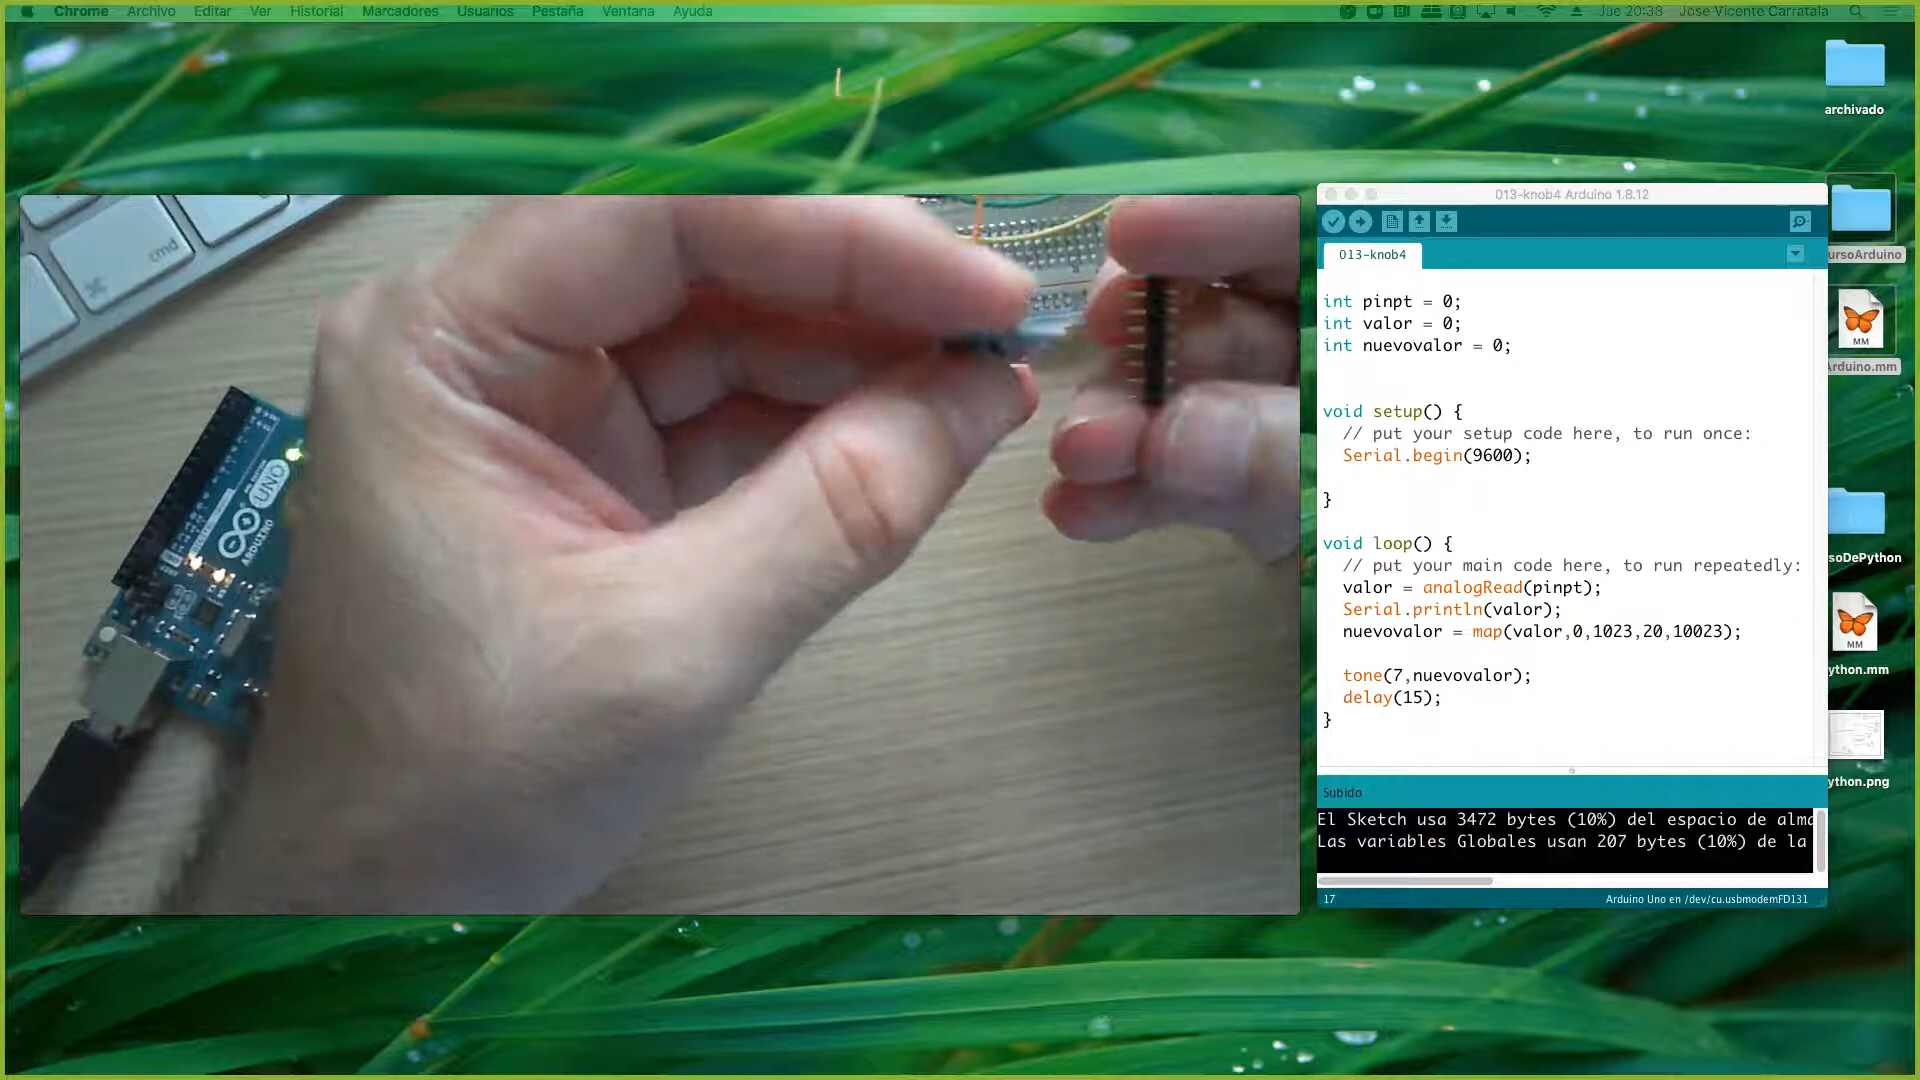 Chrome Archivo Editar Ver Historial Marcadores Usuarios Pestaña Ventana Ayuda
Jue 20:38 Jose Vicente Carratala
archivado
013-knob4 Arduino 1.8.12
013-knob4
ursoArduino
int pinpt = 0;
int valor = 0;
int nuevovalor = 0;
MM
Arduino.mm
void setup() {
// put your setup code here, to run once:
Serial.begin(9600);
}
void loop() {
// put your main code here, to run repeatedly:
valor = analogRead(pinpt);
Serial.println(valor);
nuevovalor = map(valor,0,1023,20,10023);
tone(7,nuevovalor);
delay(15);
}
soDePython
MM
ython.mm
ython.png
Subido
El Sketch usa 3472 bytes (10%) del espacio de alma
Las variables Globales usan 207 bytes (10%) de la
17 Arduino Uno en /dev/cu.usbmodemFD131
cmd
⌘
UNO
ARDUINO